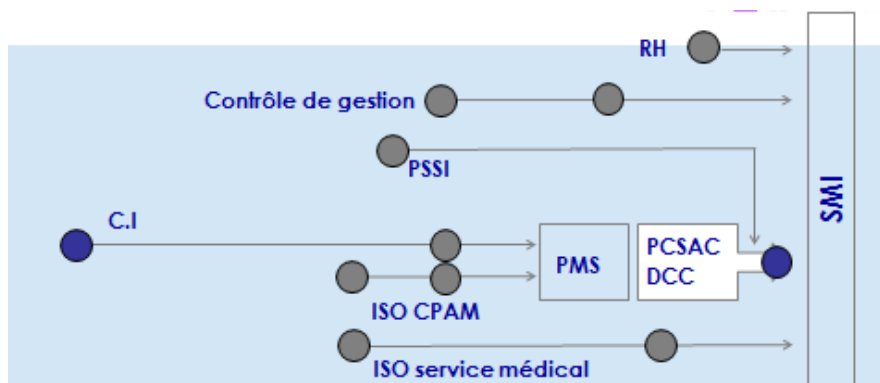 RH
Contrôle de gestion
PSSI
C.I
PMS
PCSAC
DCC
ISO CPAM
ISO service médical
SMI